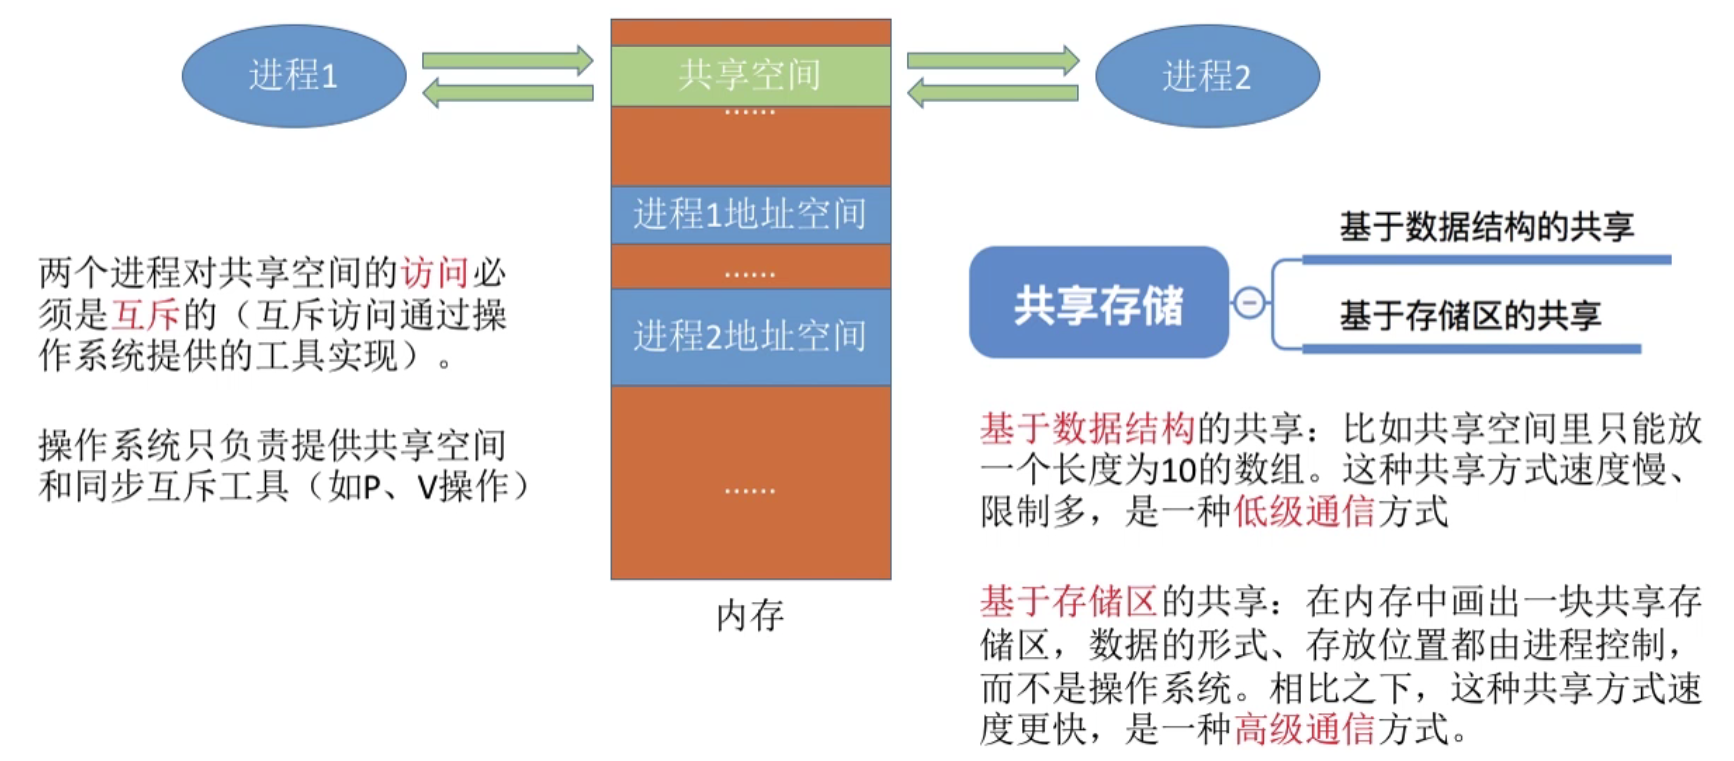 进程1
共享空间
进程2
......
进程1地址空间
......
进程2地址空间
......
内存
两个进程对共享空间的访问必
须是互斥的（互斥访问通过操
作系统提供的工具实现）。
操作系统只负责提供共享空间
和同步互斥工具（如P、V操作）
共享存储
基于数据结构的共享
基于存储区的共享
基于数据结构的共享：比如共享空间里只能放
一个长度为10的数组。这种共享方式速度慢、
限制多，是一种低级通信方式
基于存储区的共享：在内存中画出一块共享存
储区，数据的形式、存放位置都由进程控制，
而不是操作系统。相比之下，这种共享方式速
度更快，是一种高级通信方式。